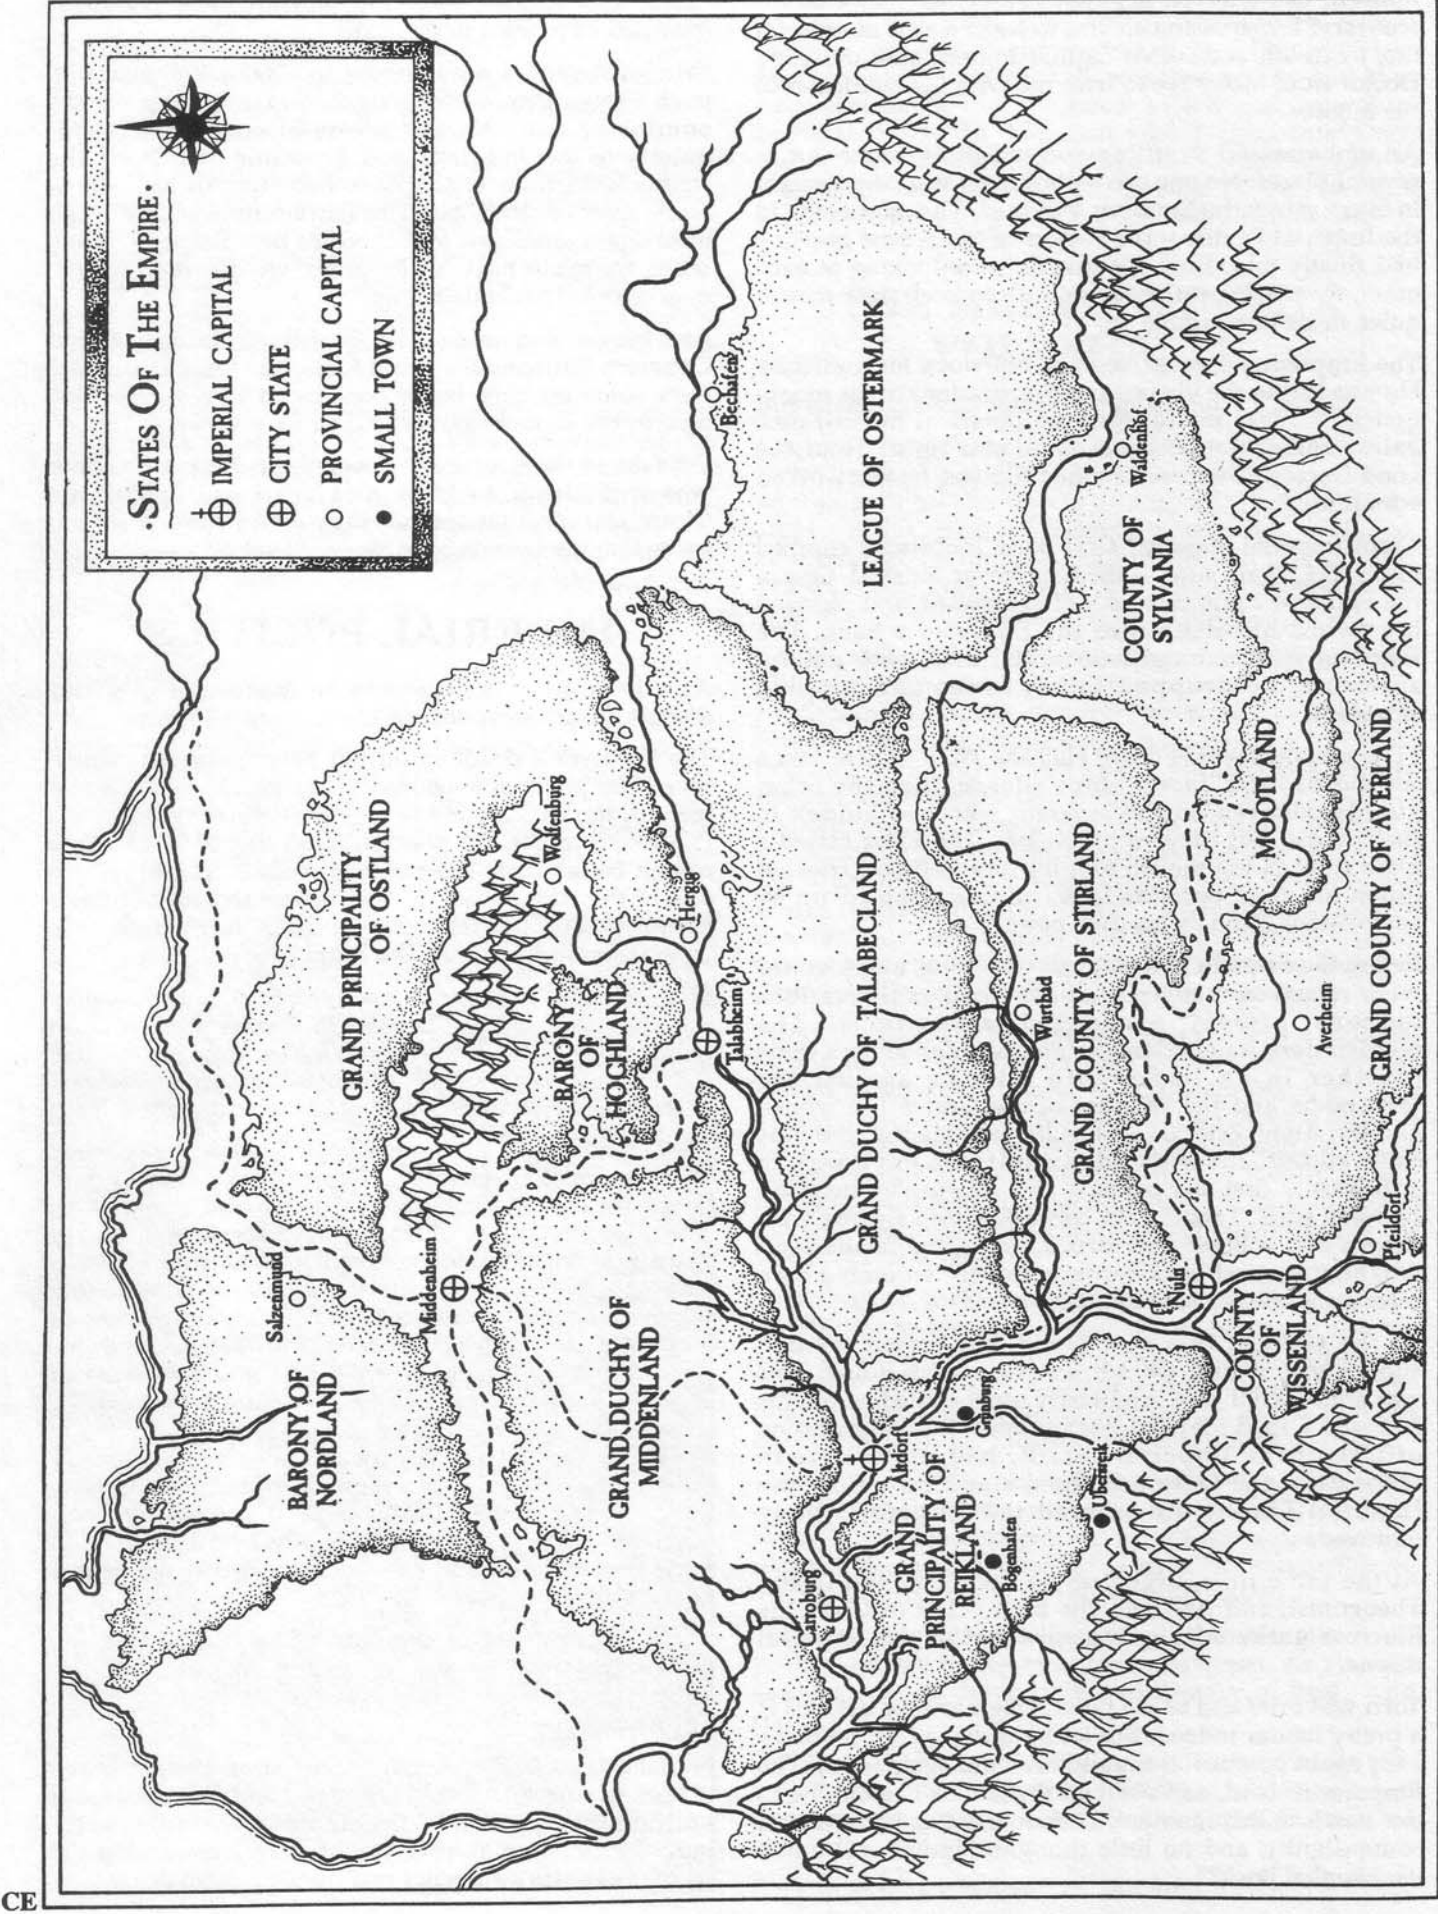 ·STATES OF THE EMPIRE·
IMPERIAL CAPITAL
CITY STATE
PROVINCIAL CAPITAL
SMALL TOWN
Salzenmund
BARONY OF
NORDLAND
GRAND PRINCIPALITY
OF OSTLAND
Middenheim
Wolfenburg
BARONY
OF
HOCHLAND
Hergig
GRAND DUCHY OF
MIDDENLAND
Talabheim
Bechafen
LEAGUE OF OSTERMARK
Carroburg
Altdorf
GRAND DUCHY OF TALABECLAND
GRAND
PRINCIPALITY OF
REIKLAND
Grünburg
Bögenhafen
Ubersreik
Wurtbad
GRAND COUNTY OF STIRLAND
Waldenhof
COUNTY OF
SYLVANIA
Nuln
COUNTY
OF
WISSENLAND
MOOTLAND
Averheim
GRAND COUNTY OF AVERLAND
Pfeildorf
CE